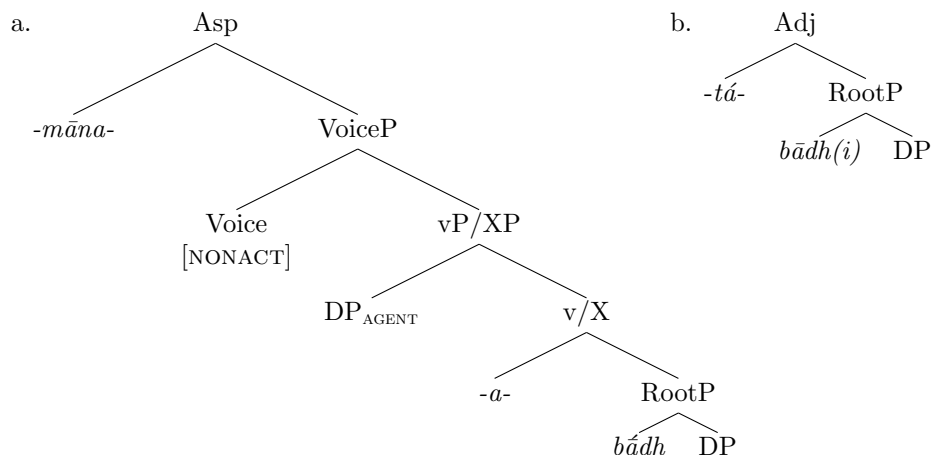 a. Asp b. Adj
-māna- VoiceP -tá- RootP
bādh(i) DP
Voice vP/XP
[NONACT]
DP_AGENT v/X
-a- RootP
bā́dh DP